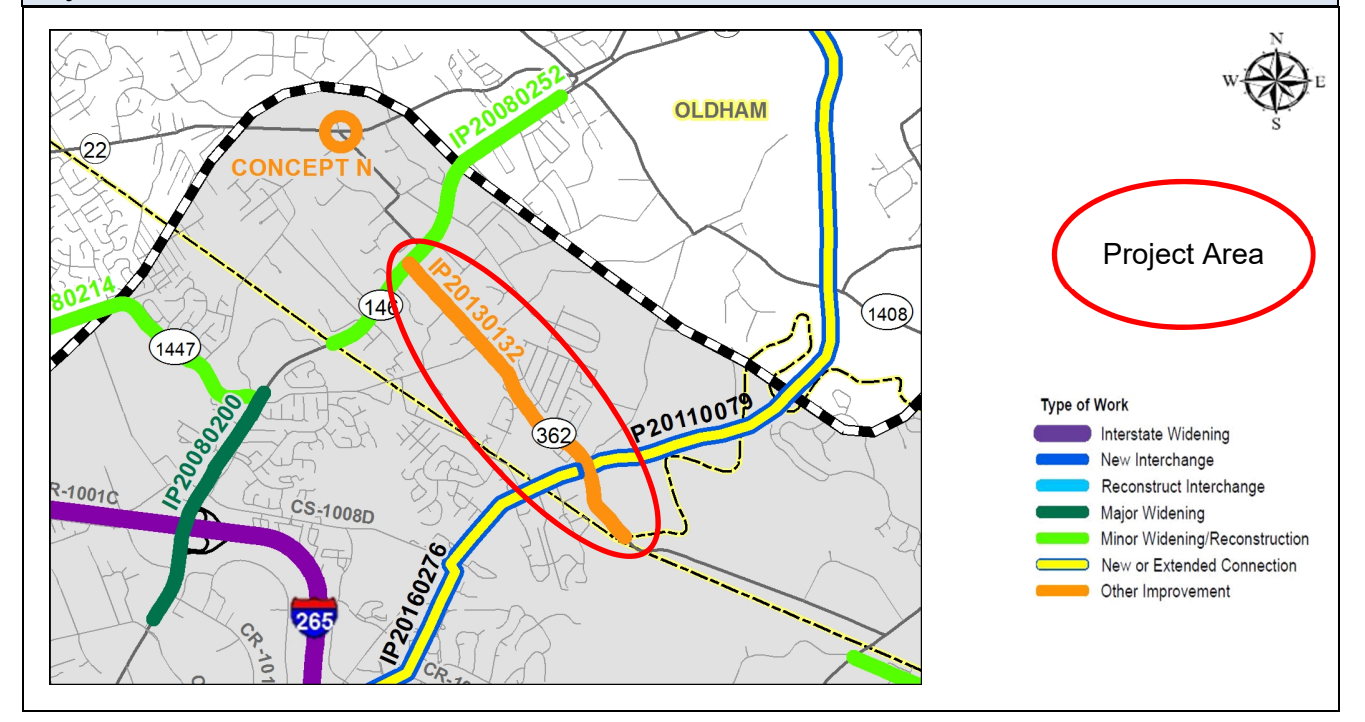 N
W
E
S
IP20080252
OLDHAM
22
CONCEPT N
Project Area
IP20130132
80214
146
1408
1447
362
P20110079
IP20080200
R-1001C
CS-1008D
IP20160276
265
CR-101
CR-10
Type of Work
Interstate Widening
New Interchange
Reconstruct Interchange
Major Widening
Minor Widening/Reconstruction
New or Extended Connection
Other Improvement